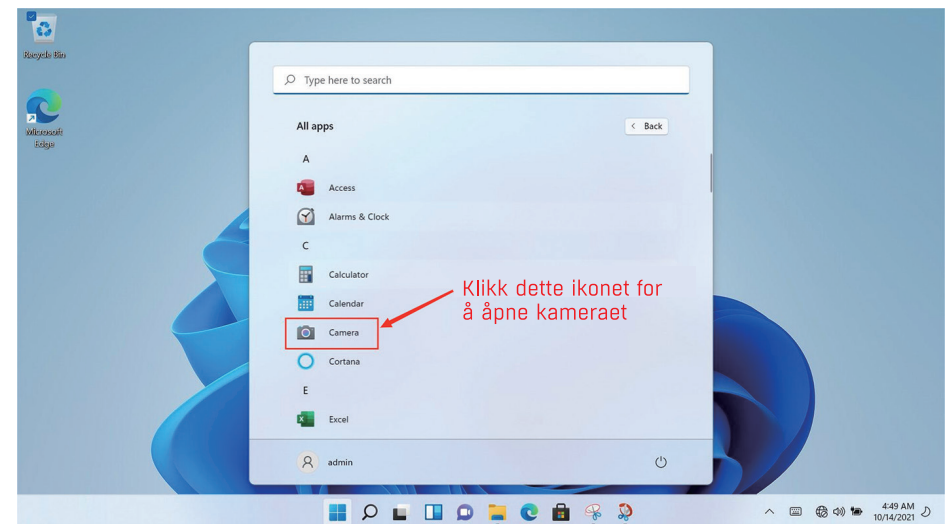 Recycle Bin
Microsoft
Edge
Type here to search
All apps
< Back
A
Access
Alarms & Clock
C
Calculator
Calendar
Camera
Cortana
E
Excel
admin
Klikk dette ikonet for
å åpne kameraet
4:49 AM
10/14/2021